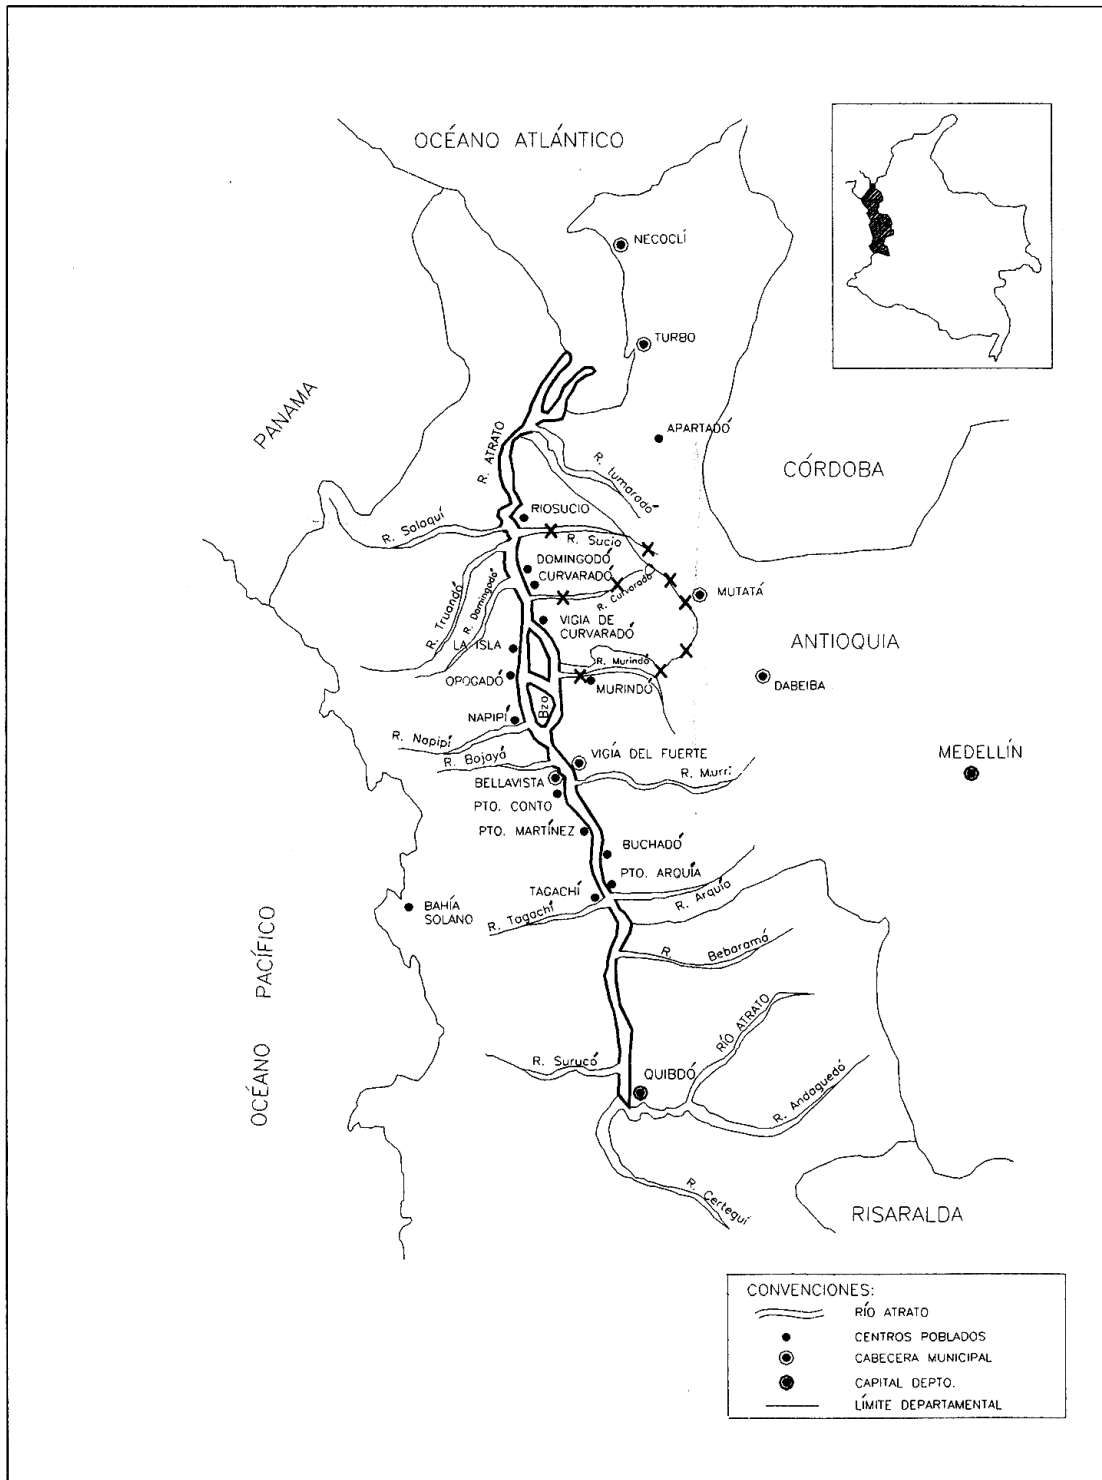 OCÉANO ATLÁNTICO
NECOCLÍ
TURBO
PANAMA
R. ATRATO
APARTADÓ
CÓRDOBA
R. Tumaradó
RIOSUCIO
R. Salaquí
R. Sucio
DOMINGODÓ
CURVARADÓ
R. Curvaradó
MUTATÁ
R. Truandó
R. Domingodó
VIGIA DE
CURVARADÓ
ANTIOQUIA
LA ISLA
R. Murindó
OPOGADÓ
MURINDÓ
DABEIBA
Bzo
NAPIPÍ
R. Napipí
R. Bojayá
VIGÍA DEL FUERTE
MEDELLÍN
BELLAVISTA
R. Murrí
PTO. CONTO
PTO. MARTÍNEZ
BUCHADÓ
PTO. ARQUÍA
TAGACHÍ
R. Arquía
BAHÍA
SOLANO
R. Tagachí
R. Bebaramá
OCÉANO PACÍFICO
RÍO ATRATO
R. Surucó
QUIBDÓ
R. Andaguedó
R. Certeguí
RISARALDA
CONVENCIONES:
RÍO ATRATO
CENTROS POBLADOS
CABECERA MUNICIPAL
CAPITAL DEPTO.
LÍMITE DEPARTAMENTAL